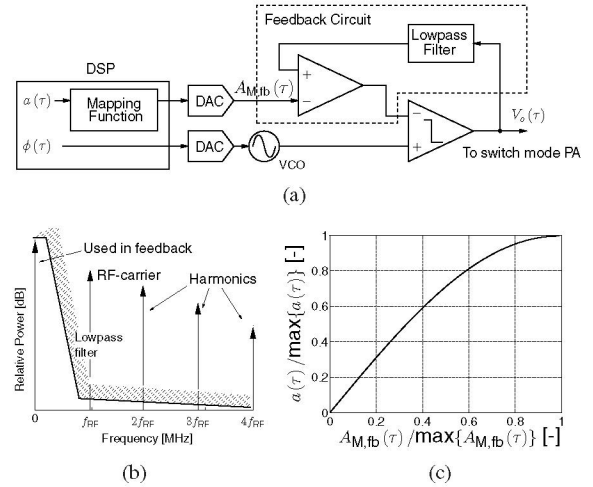 Feedback Circuit
Lowpass
Filter
DSP
a(τ)
Mapping
Function
DAC
A_M,fb(τ)
+
−
−
+
V_o(τ)
ϕ(τ)
DAC
VCO
To switch mode PA
(a)
Used in feedback
RF-carrier
Harmonics
Lowpass
filter
Relative Power [dB]
0 f_RF 2f_RF 3f_RF 4f_RF
Frequency [MHz]
(b)
1
0.8
0.6
0.4
0.2
0
0 0.2 0.4 0.6 0.8 1
a(τ)/max{a(τ)} [-]
A_M,fb(τ)/max{A_M,fb(τ)} [-]
(c)